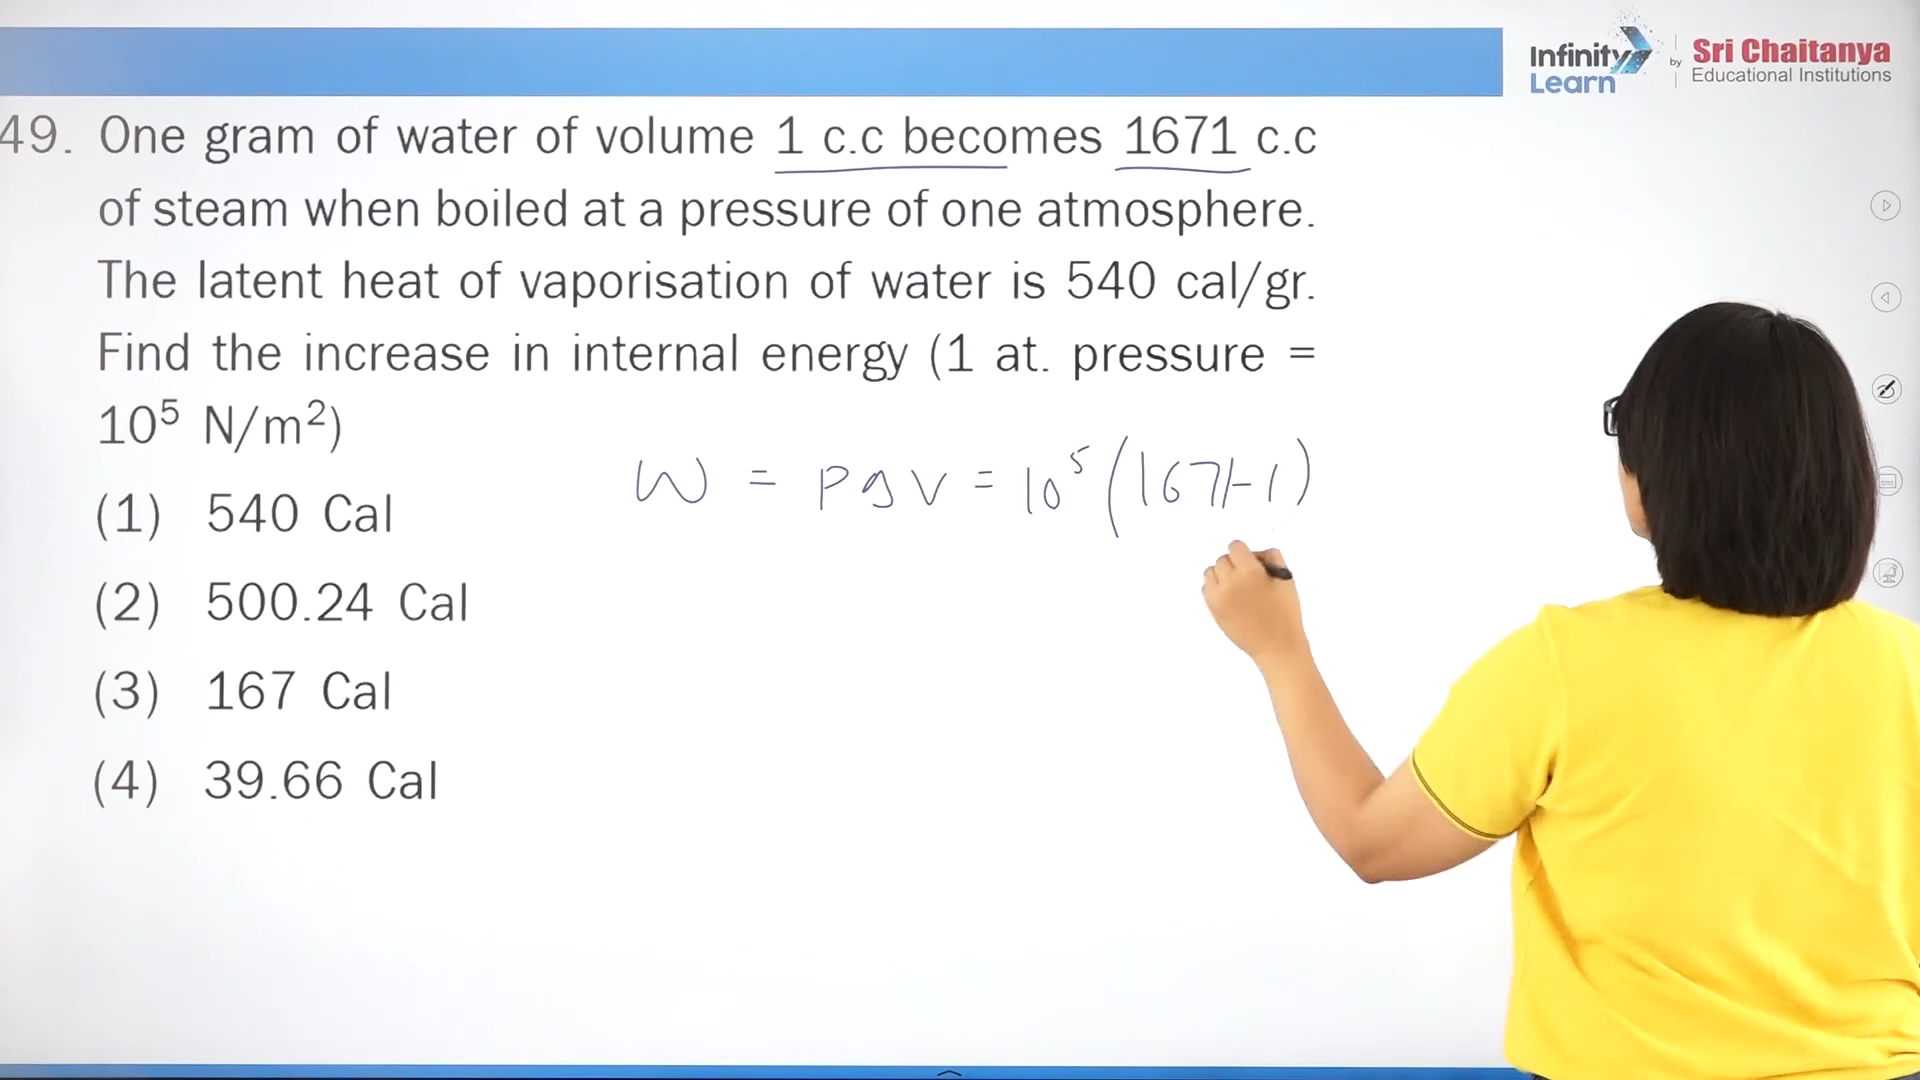 Infinity Learn by Sri Chaitanya Educational Institutions
49. One gram of water of volume 1 c.c becomes 1671 c.c
of steam when boiled at a pressure of one atmosphere.
The latent heat of vaporisation of water is 540 cal/gr.
Find the increase in internal energy (1 at. pressure =
10⁵ N/m²)
W = PΔV = 10⁵(1671-1)
(1) 540 Cal
(2) 500.24 Cal
(3) 167 Cal
(4) 39.66 Cal